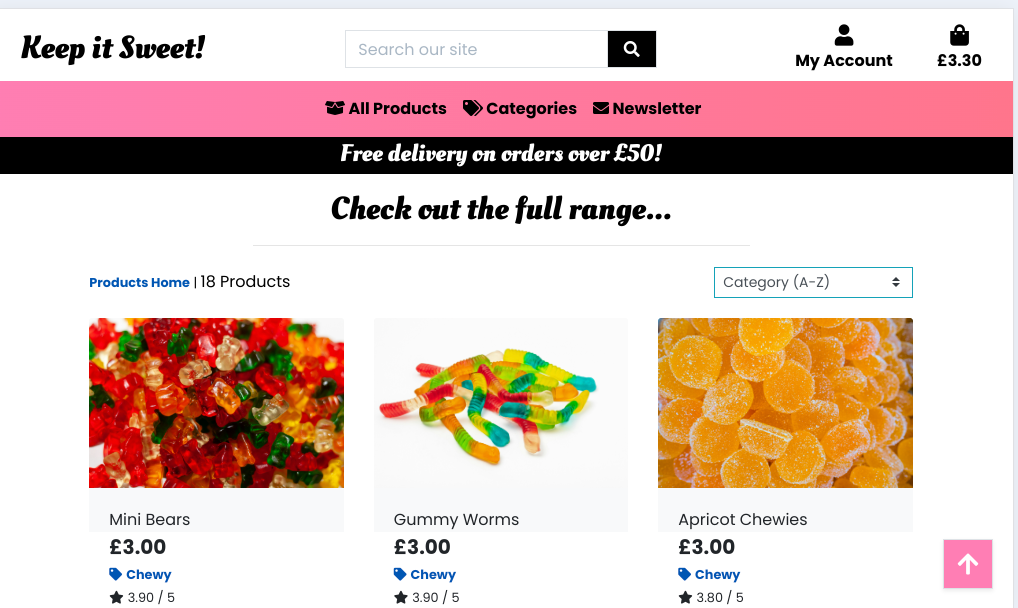 Keep it Sweet!
Search our site
My Account
£3.30
All Products Categories Newsletter
Free delivery on orders over £50!
Check out the full range...
Products Home | 18 Products
Category (A-Z)
Mini Bears
£3.00
Chewy
3.90 / 5
Gummy Worms
£3.00
Chewy
3.90 / 5
Apricot Chewies
£3.00
Chewy
3.80 / 5